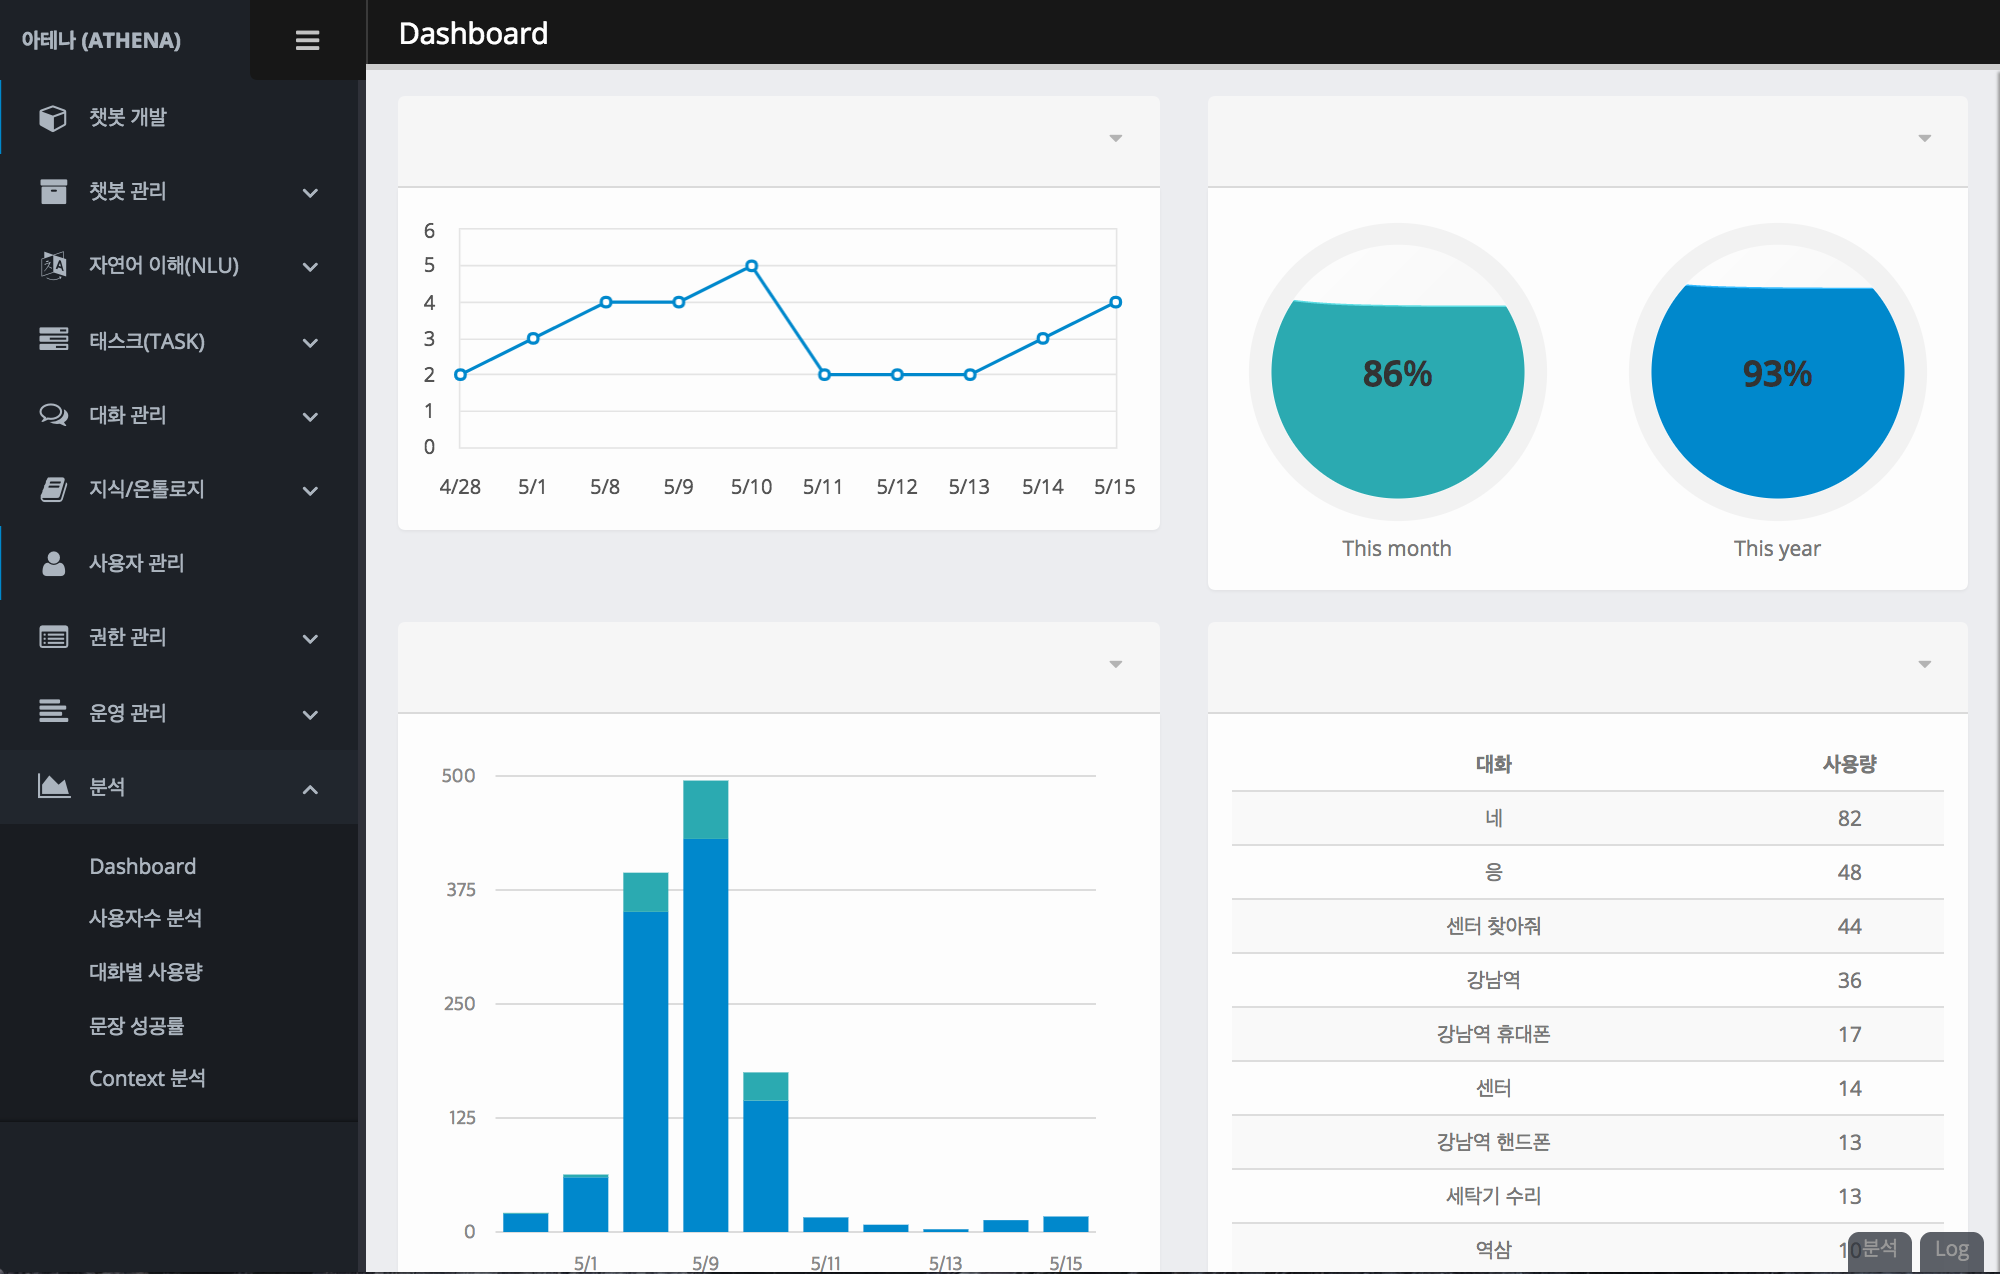 아테나 (ATHENA)
Dashboard
챗봇 개발
챗봇 관리
자연어 이해(NLU)
태스크(TASK)
대화 관리
지식/온톨로지
사용자 관리
권한 관리
운영 관리
분석
Dashboard
사용자수 분석
대화별 사용량
문장 성공률
Context 분석
6
5
4
3
2
1
0
4/28 5/1 5/8 5/9 5/10 5/11 5/12 5/13 5/14 5/15
86%
93%
This month
This year
500
375
250
125
0
5/1 5/9 5/11 5/13 5/15
대화 사용량
네 82
응 48
센터 찾아줘 44
강남역 36
강남역 휴대폰 17
센터 14
강남역 핸드폰 13
세탁기 수리 13
역삼 10
분석
Log